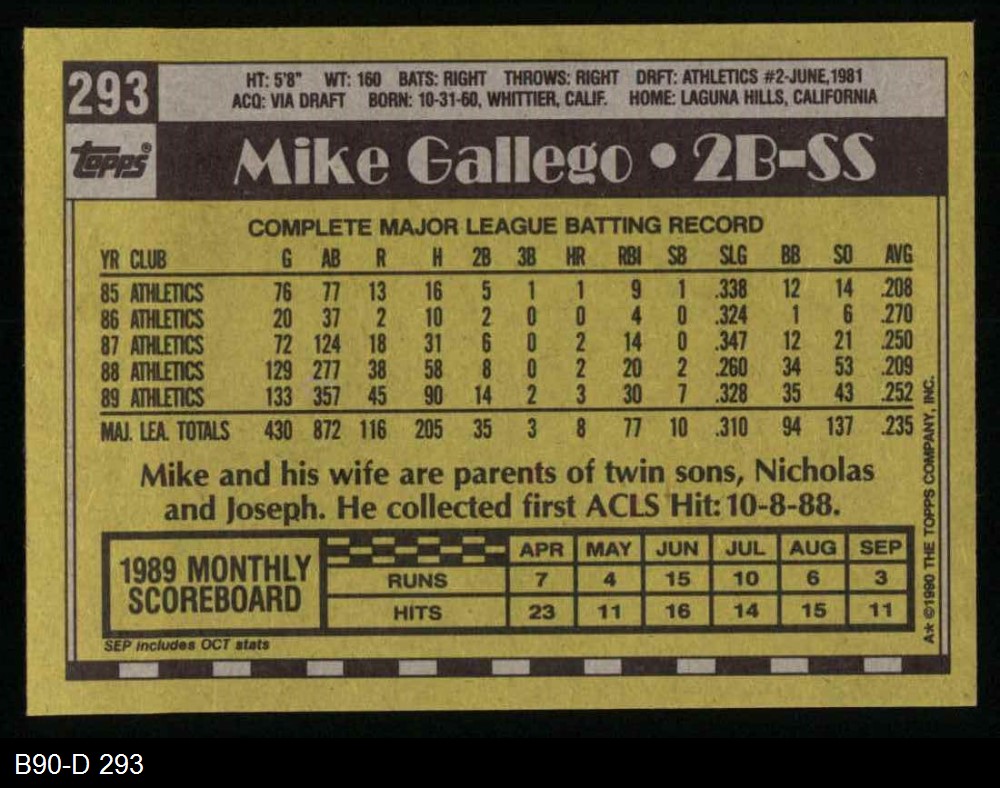 293
HT: 5'8" WT: 160 BATS: RIGHT THROWS: RIGHT DRFT: ATHLETICS #2-JUNE,1981
ACQ: VIA DRAFT BORN: 10-31-60, WHITTIER, CALIF. HOME: LAGUNA HILLS, CALIFORNIA
topps®
Mike Gallego • 2B-SS
COMPLETE MAJOR LEAGUE BATTING RECORD
YR CLUB G AB R H 2B 3B HR RBI SB SLG BB SO AVG
85 ATHLETICS 76 77 13 16 5 1 1 9 1 .338 12 14 .208
86 ATHLETICS 20 37 2 10 2 0 0 4 0 .324 1 6 .270
87 ATHLETICS 72 124 18 31 6 0 2 14 0 .347 12 21 .250
88 ATHLETICS 129 277 38 58 8 0 2 20 2 .260 34 53 .209
89 ATHLETICS 133 357 45 90 14 2 3 30 7 .328 35 43 .252
MAJ. LEA. TOTALS 430 872 116 205 35 3 8 77 10 .310 94 137 .235
Mike and his wife are parents of twin sons, Nicholas
and Joseph. He collected first ACLS Hit: 10-8-88.
1989 MONTHLY
SCOREBOARD
APR MAY JUN JUL AUG SEP
RUNS 7 4 15 10 6 3
HITS 23 11 16 14 15 11
SEP includes OCT stats
A* ©1990 THE TOPPS COMPANY, INC.
B90-D 293